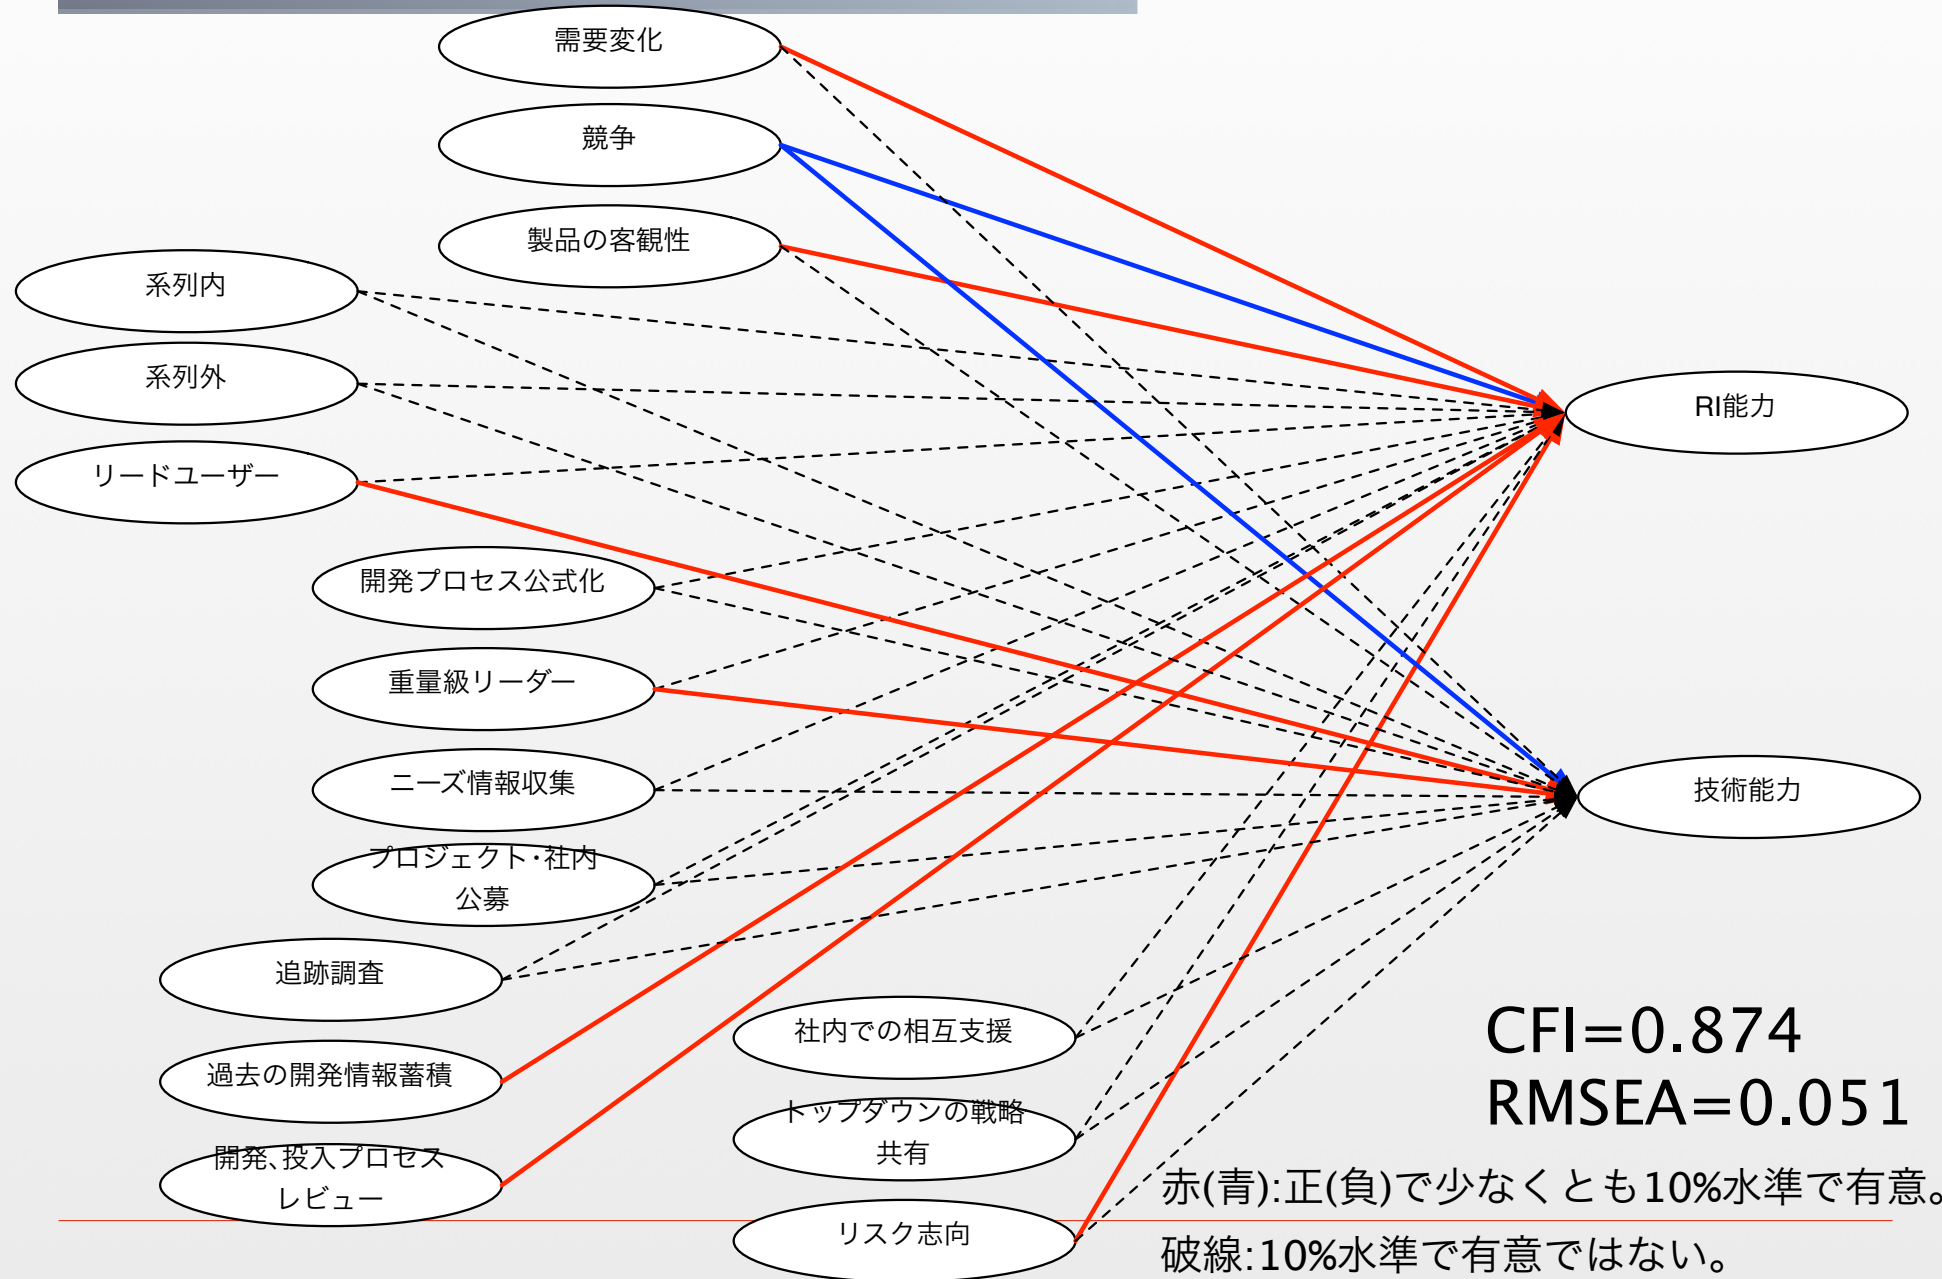 需要変化
競争
製品の客観性
系列内
系列外
リードユーザー
開発プロセス公式化
重量級リーダー
ニーズ情報収集
プロジェクト・社内
公募
追跡調査
過去の開発情報蓄積
開発、投入プロセス
レビュー
社内での相互支援
トップダウンの戦略
共有
リスク志向
RI能力
技術能力
CFI=0.874
RMSEA=0.051
赤(青):正(負)で少なくとも10%水準で有意。
破線:10%水準で有意ではない。